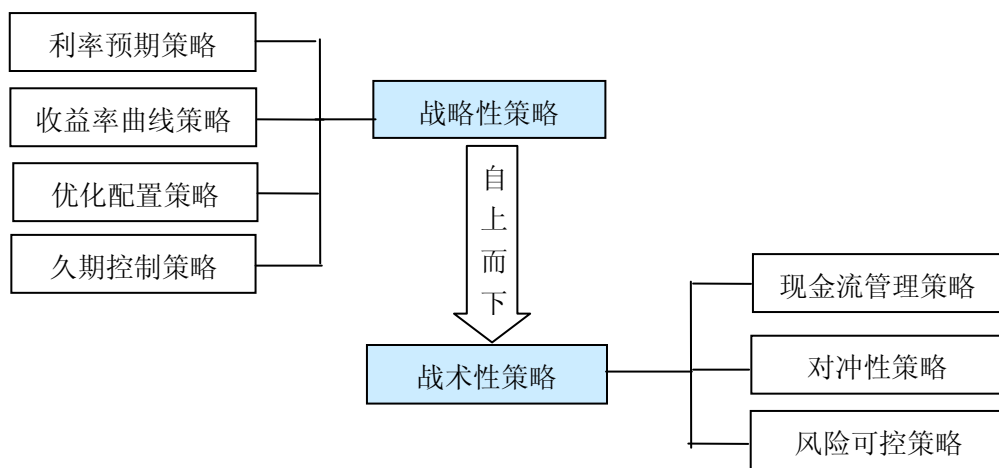 利率预期策略
收益率曲线策略
优化配置策略
久期控制策略
战略性策略
自上而下
战术性策略
现金流管理策略
对冲性策略
风险可控策略